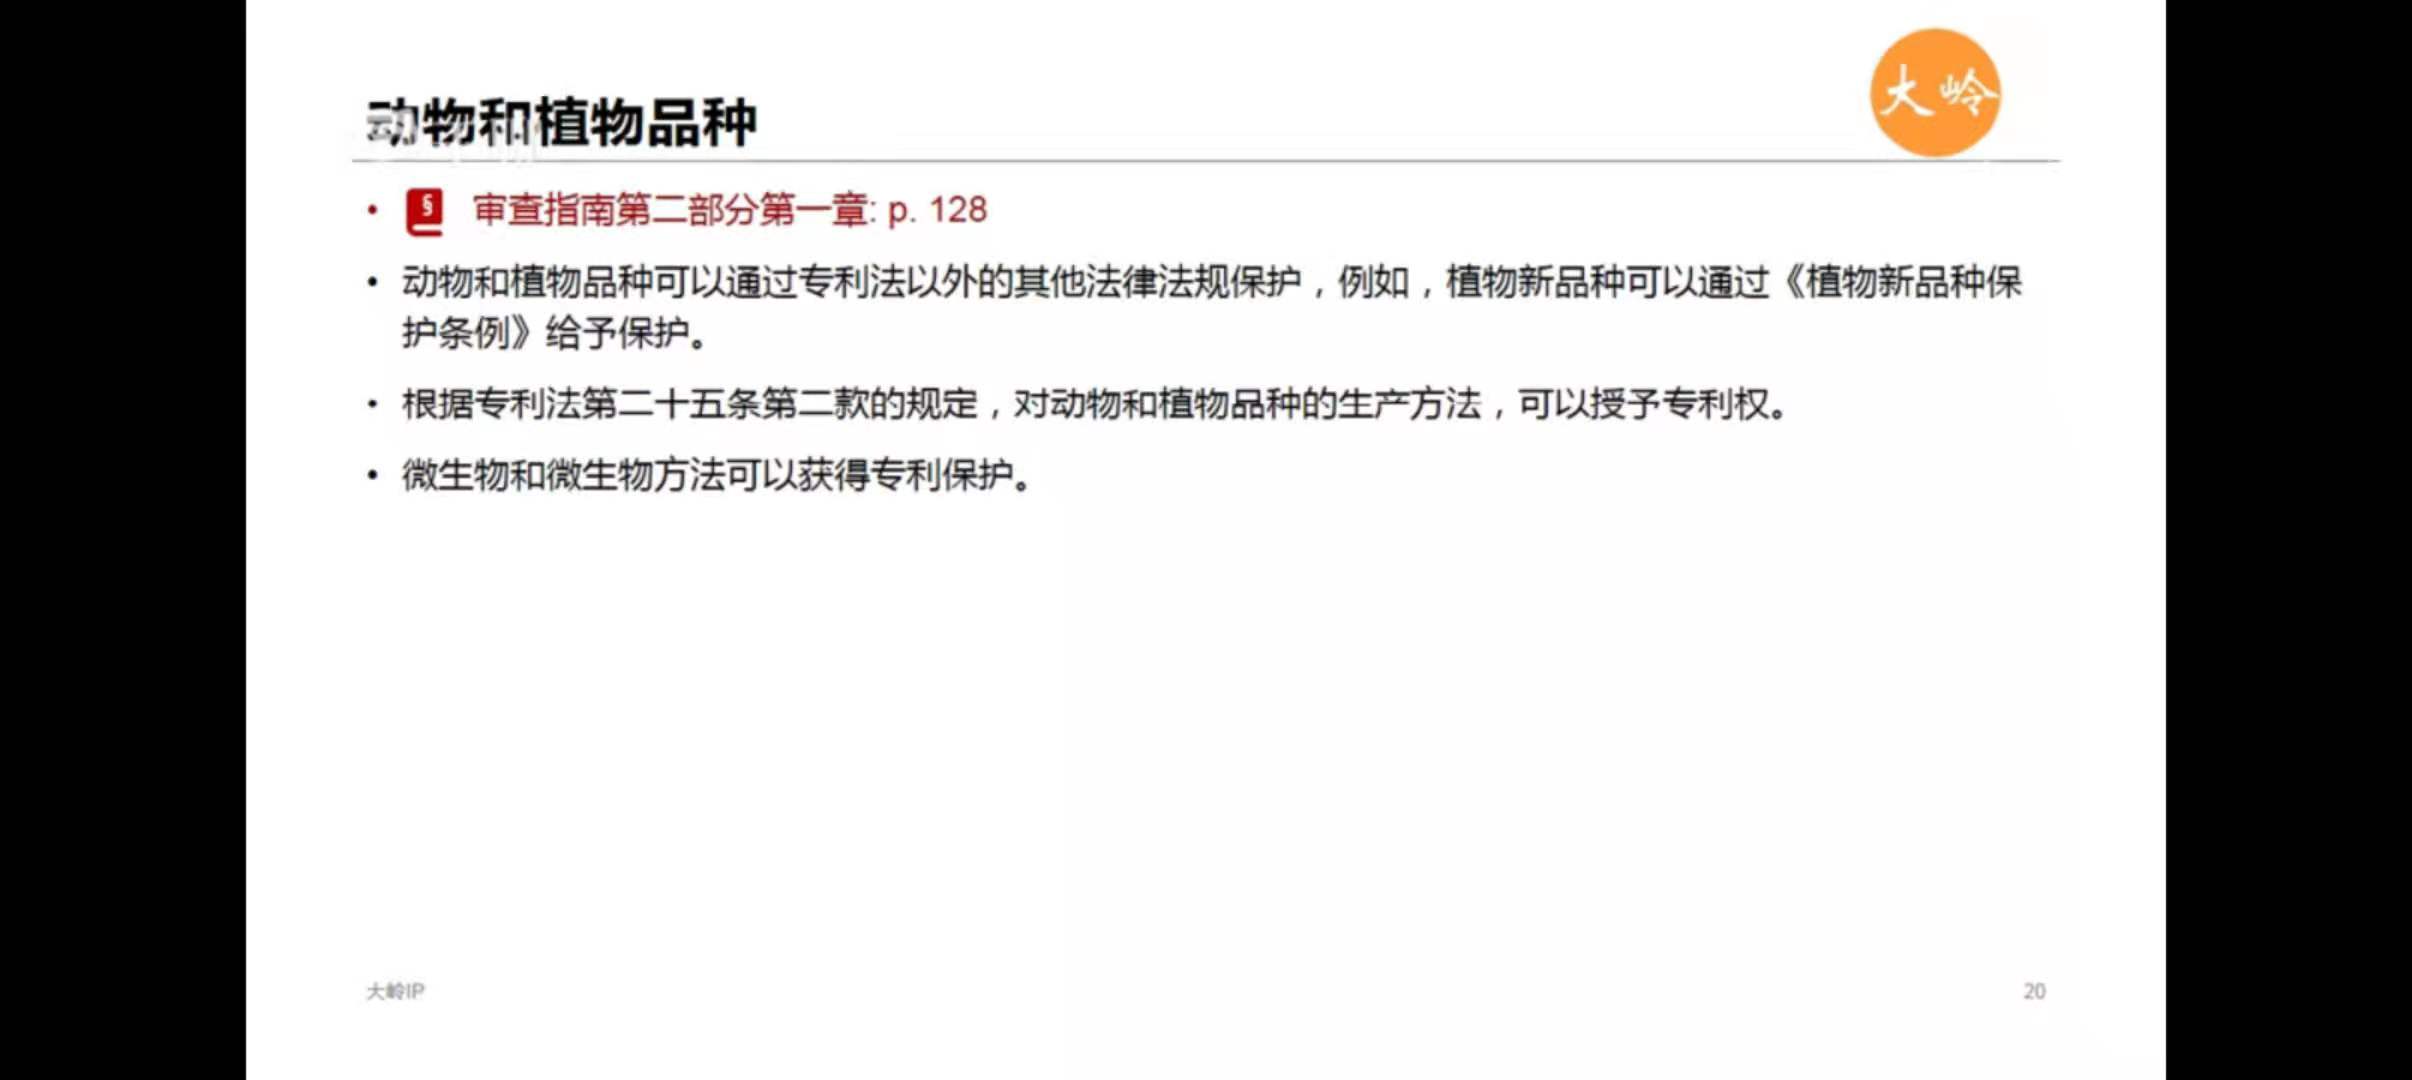 大岭
动物和植物品种
• § 审查指南第二部分第一章: p. 128
• 动物和植物品种可以通过专利法以外的其他法律法规保护，例如，植物新品种可以通过《植物新品种保
护条例》给予保护。
• 根据专利法第二十五条第二款的规定，对动物和植物品种的生产方法，可以授予专利权。
• 微生物和微生物方法可以获得专利保护。
大岭IP
20